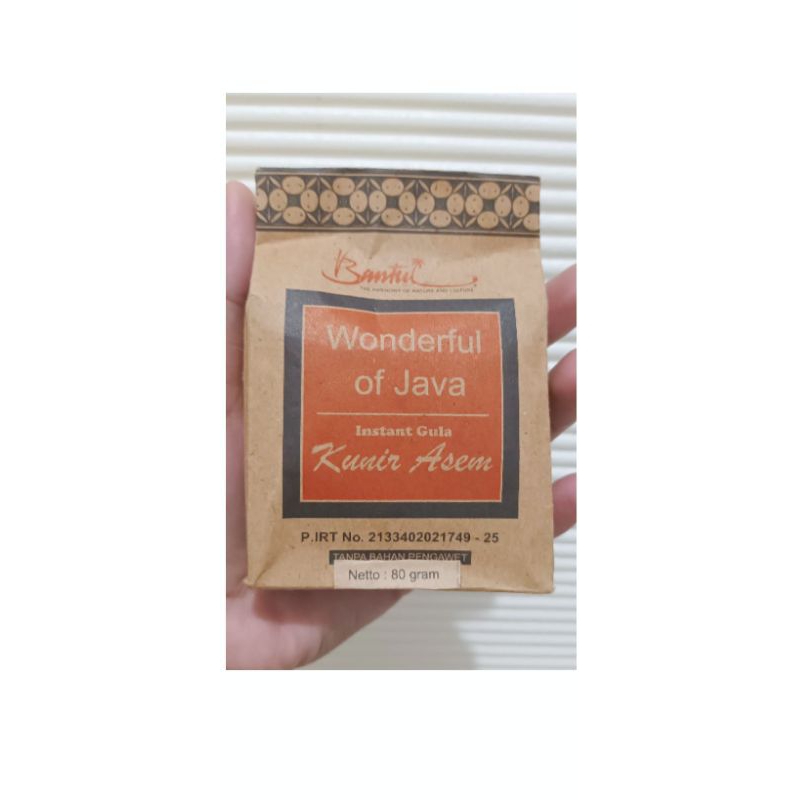 Bantul
THE HARMONY OF NATURE AND CULTURE
Wonderful
of Java
Instant Gula
Kunir Asem
P.IRT No. 2133402021749 - 25
TANPA BAHAN PENGAWET
Netto : 80 gram